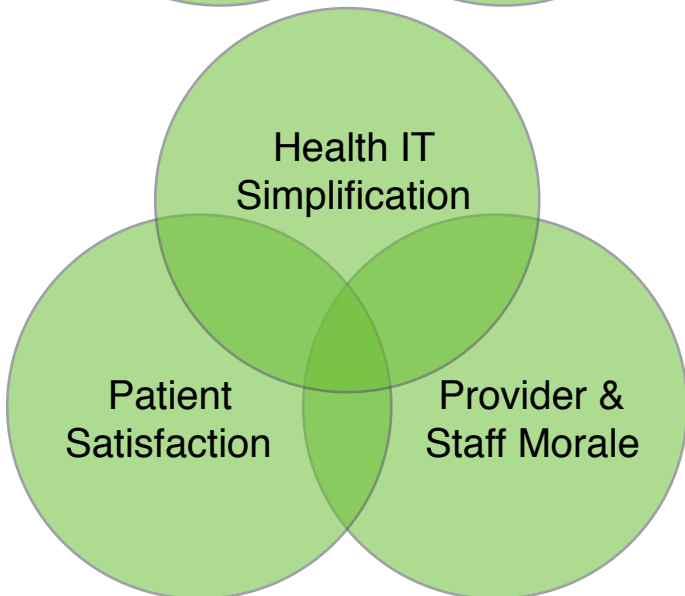 Health IT
Simplification
Patient
Satisfaction
Provider &
Staff Morale